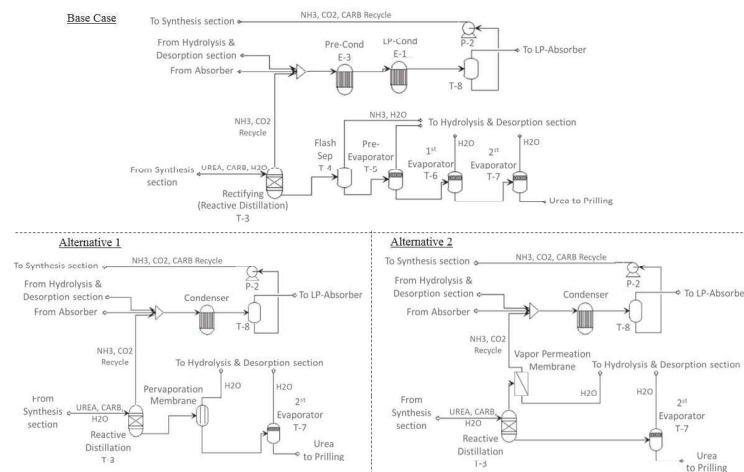 Base Case
To Synthesis section
NH3, CO2, CARB Recycle
P-2
From Hydrolysis &
Desorption section
From Absorber
Pre-Cond
E-3
LP-Cond
E-1
T-8
To LP-Absorber
NH3, CO2
Recycle
NH3, H2O
To Hydrolysis & Desorption section
Flash
Sep
T-4
Pre-
Evaporator
T-5
1st
Evaporator
T-6
H2O
2st
Evaporator
T-7
H2O
From Synthesis
section
UREA, CARB, H2O
Rectifying
(Reactive Distillation)
T-3
Urea to Prilling
Alternative 1
To Synthesis section
NH3, CO2, CARB Recycle
P-2
From Hydrolysis &
Desorption section
From Absorber
Condenser
T-8
To LP-Absorber
NH3, CO2
Recycle
To Hydrolysis & Desorption section
Pervaporation
Membrane
H2O
H2O
2st
Evaporator
T-7
From
Synthesis
section
UREA, CARB,
H2O
Reactive
Distillation
T-3
Urea
to Prilling
Alternative 2
To Synthesis section
NH3, CO2, CARB Recycle
P-2
From Hydrolysis &
Desorption section
From Absorber
Condenser
T-8
To LP-Absorbe
NH3, CO2
Recycle
Vapor Permeation
Membrane
To Hydrolysis & Desorption section
H2O
H2O
2st
Evaporator
T-7
From
Synthesis
section
UREA, CARB,
H2O
Reactive
Distillation
T-3
Urea
to Prilling